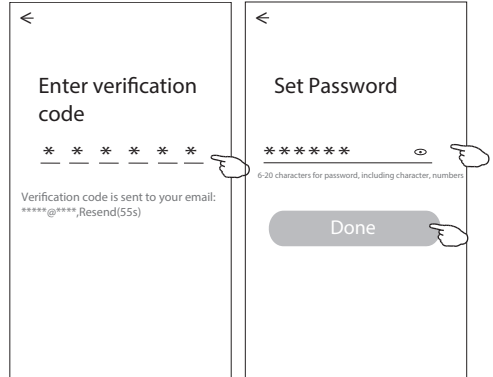 Enter verification
code
* * * * * *
Verification code is sent to your email:
*****@****,Resend(55s)
Set Password
******
6-20 characters for password, including character, numbers
Done